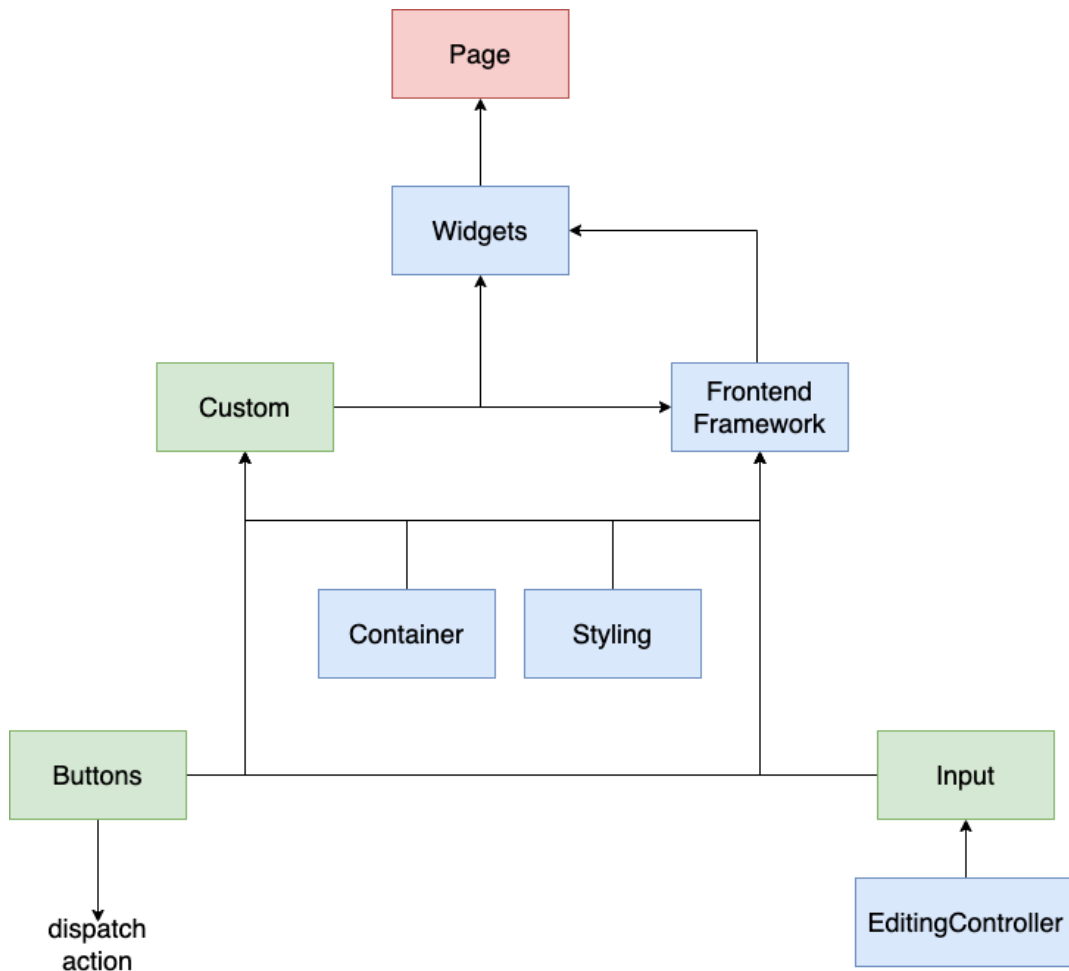 Page
Widgets
Custom
Frontend
Framework
Container
Styling
Buttons
Input
dispatch
action
EditingController